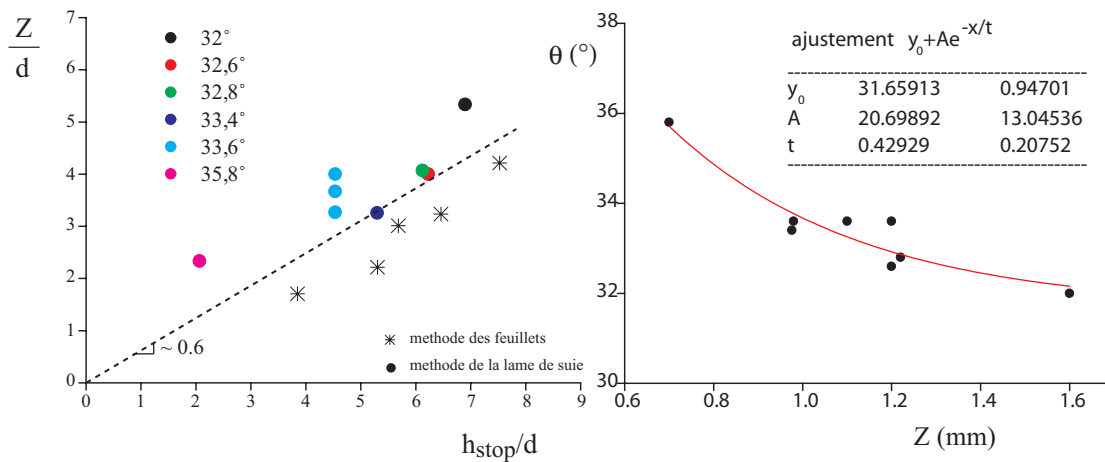 Z
d
7
6
5
4
3
2
1
0
32°
32,6°
32,8°
33,4°
33,6°
35,8°
~ 0.6
methode des feuillets
methode de la lame de suie
0 1 2 3 4 5 6 7 8 9
h_stop/d
θ (°)
38
36
34
32
30
ajustement y_0+Ae^-x/t
y_0 31.65913 0.94701
A 20.69892 13.04536
t 0.42929 0.20752
0.6 0.8 1.0 1.2 1.4 1.6
Z (mm)